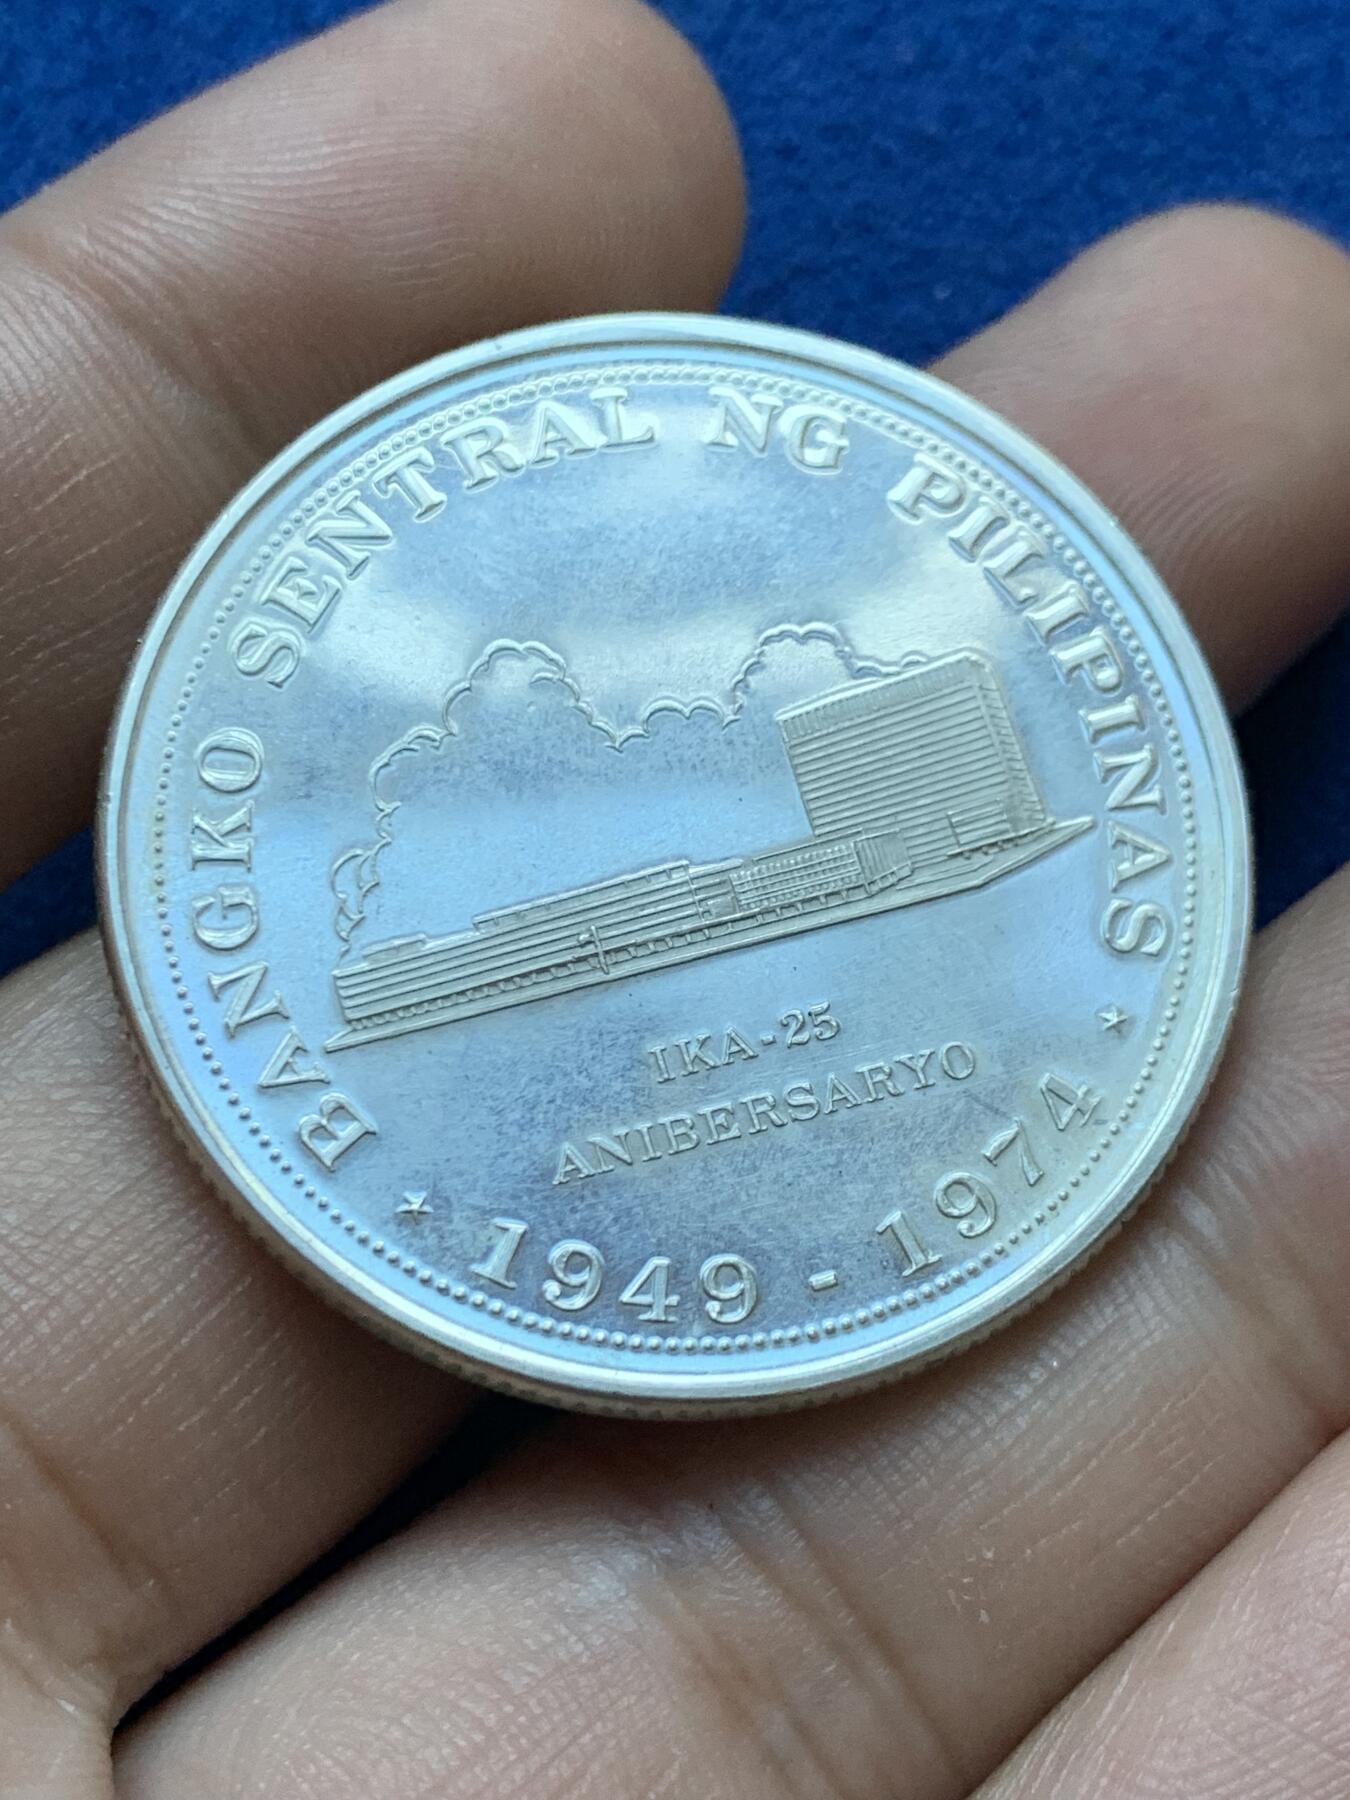 BANGKO SENTRAL NG PILIPINAS
IKA-25
ANIBERSARYO
1949 - 1974